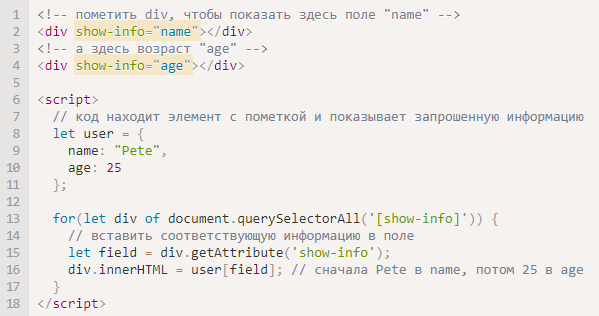 1 <!-- пометить div, чтобы показать здесь поле "name" -->
2 <div show-info="name"></div>
3 <!-- а здесь возраст "age" -->
4 <div show-info="age"></div>
5
6 <script>
7   // код находит элемент с пометкой и показывает запрошенную информацию
8   let user = {
9     name: "Pete",
10     age: 25
11   };
12
13   for(let div of document.querySelectorAll('[show-info]')) {
14     // вставить соответствующую информацию в поле
15     let field = div.getAttribute('show-info');
16     div.innerHTML = user[field]; // сначала Pete в name, потом 25 в age
17   }
18 </script>